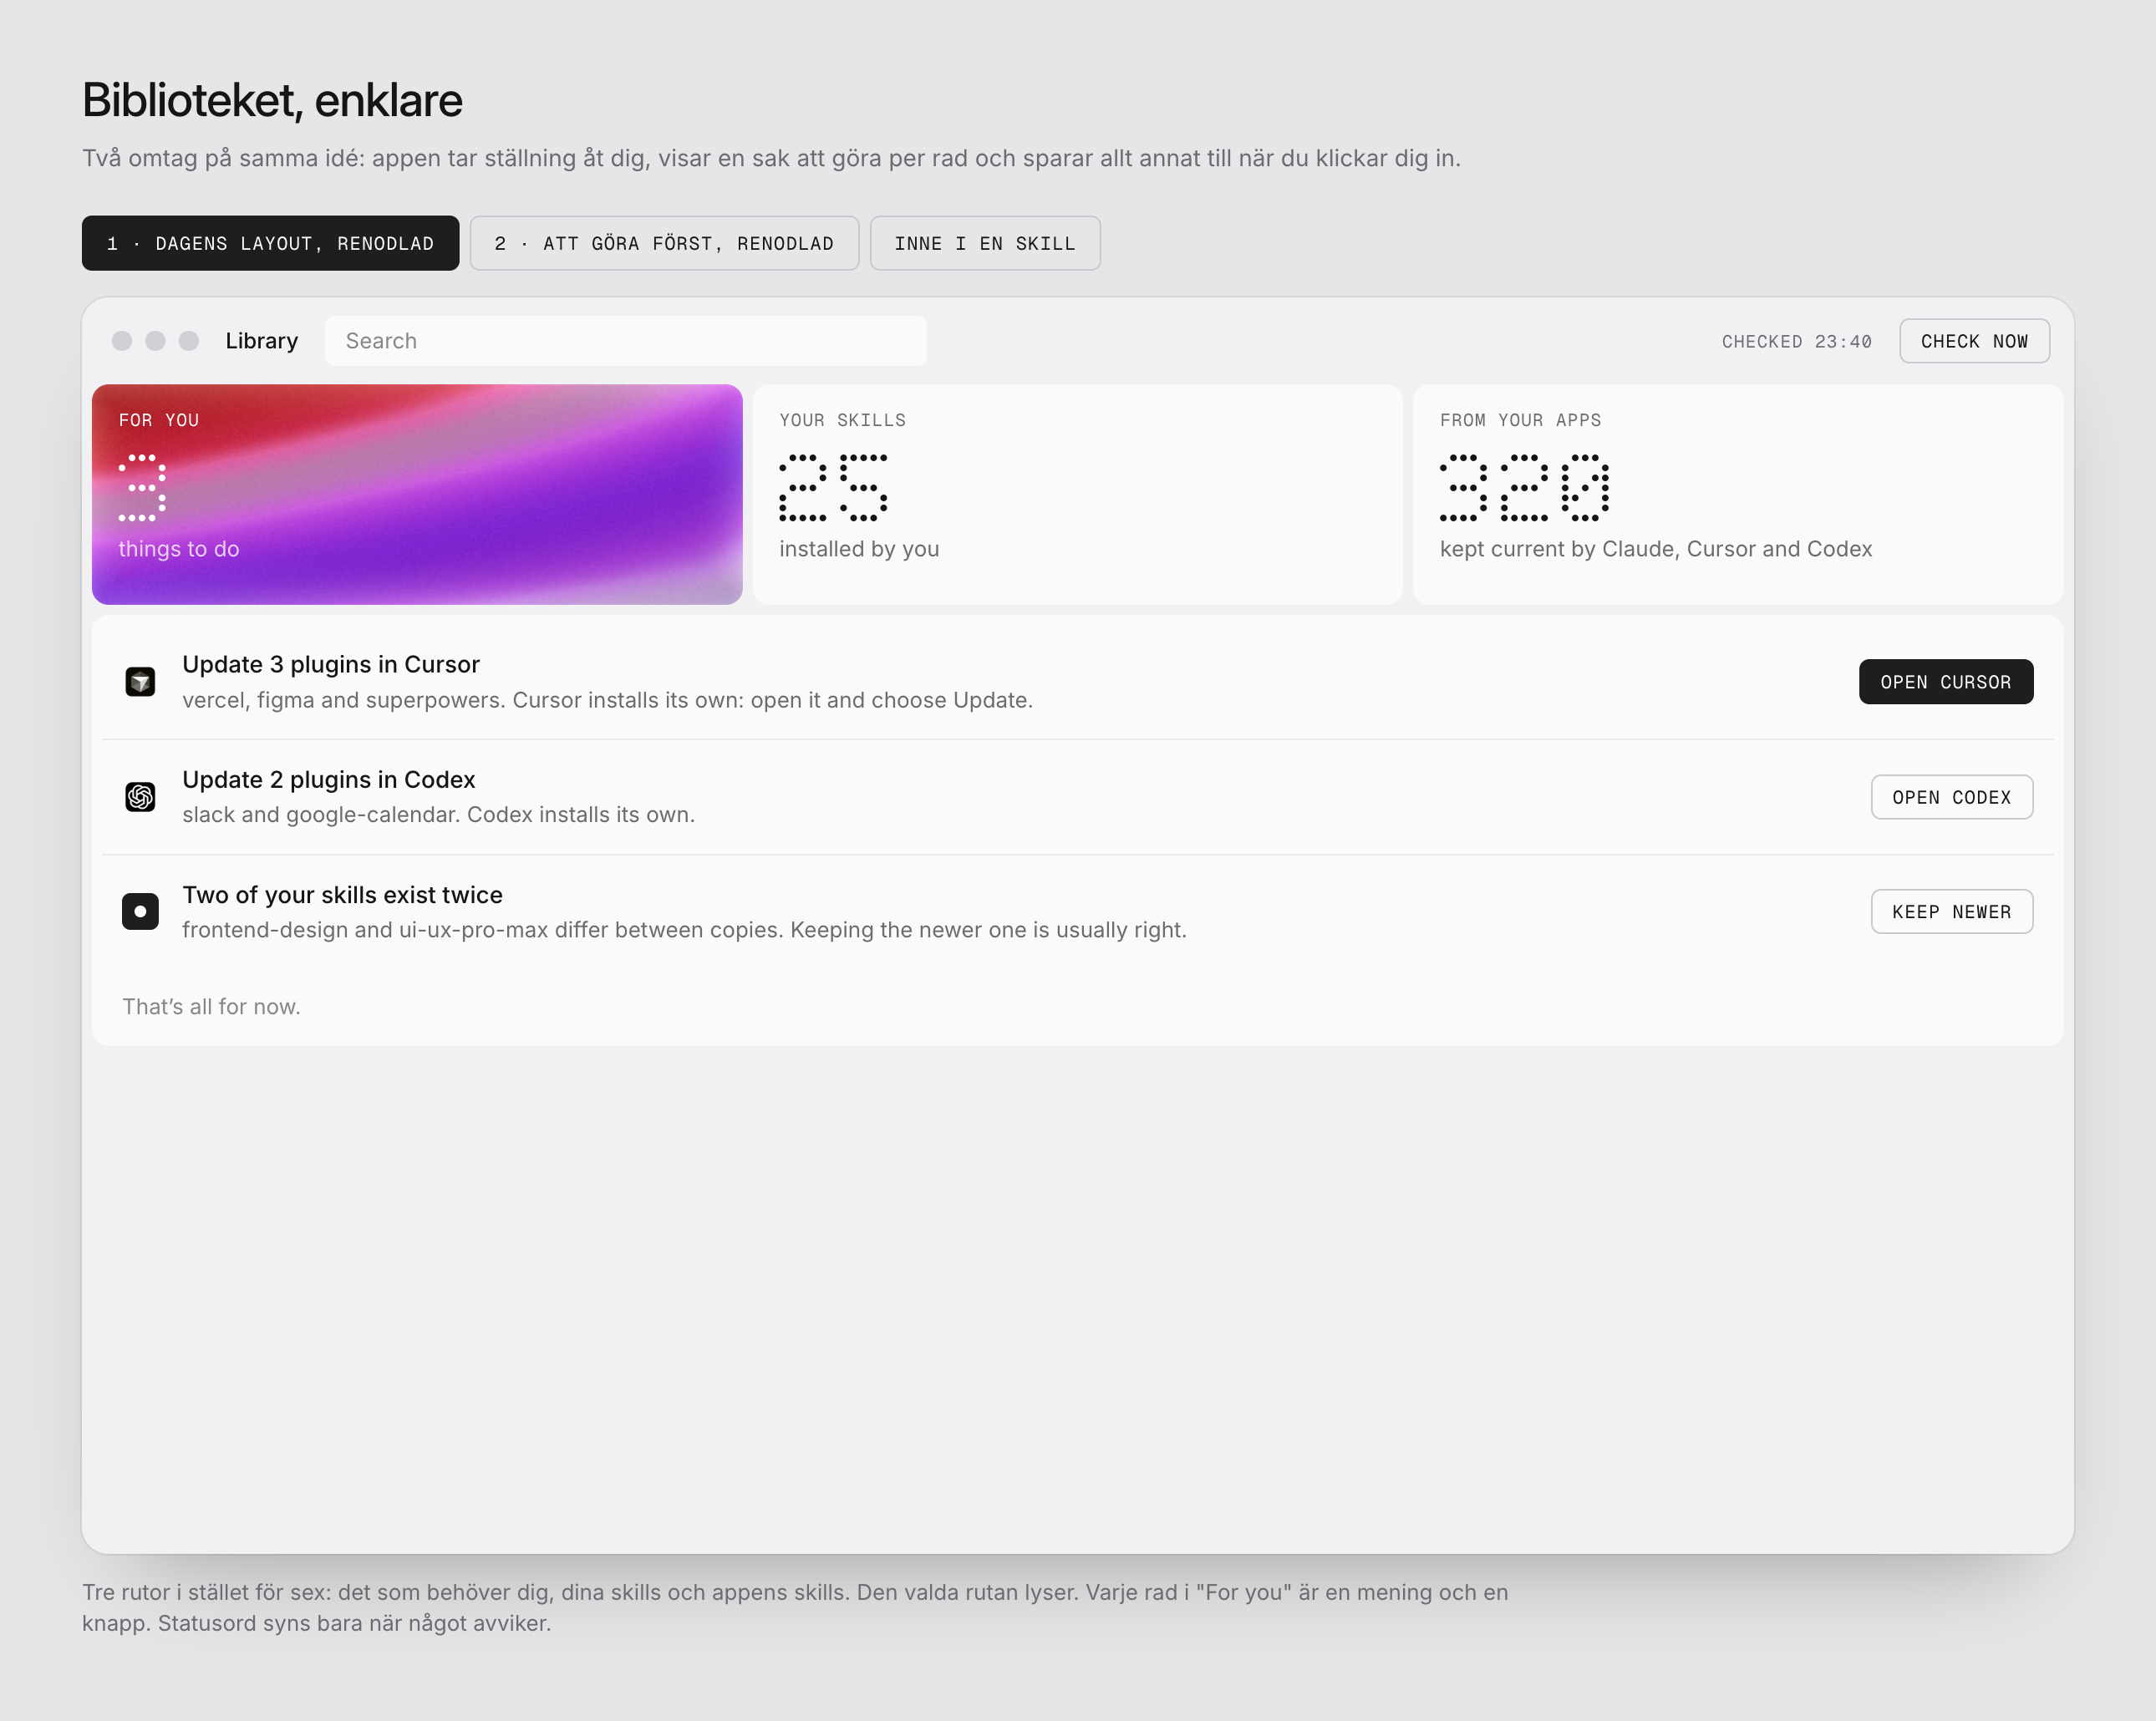 Biblioteket, enklare
Två omtag på samma idé: appen tar ställning åt dig, visar en sak att göra per rad och sparar allt annat till när du klickar dig in.
1 · DAGENS LAYOUT, RENODLAD
2 · ATT GÖRA FÖRST, RENODLAD
INNE I EN SKILL
Library
Search
CHECKED 23:40
CHECK NOW
FOR YOU
3
things to do
YOUR SKILLS
25
installed by you
FROM YOUR APPS
320
kept current by Claude, Cursor and Codex
Update 3 plugins in Cursor
vercel, figma and superpowers. Cursor installs its own: open it and choose Update.
OPEN CURSOR
Update 2 plugins in Codex
slack and google-calendar. Codex installs its own.
OPEN CODEX
Two of your skills exist twice
frontend-design and ui-ux-pro-max differ between copies. Keeping the newer one is usually right.
KEEP NEWER
That’s all for now.
Tre rutor i stället för sex: det som behöver dig, dina skills och appens skills. Den valda rutan lyser. Varje rad i "For you" är en mening och en
knapp. Statusord syns bara när något avviker.